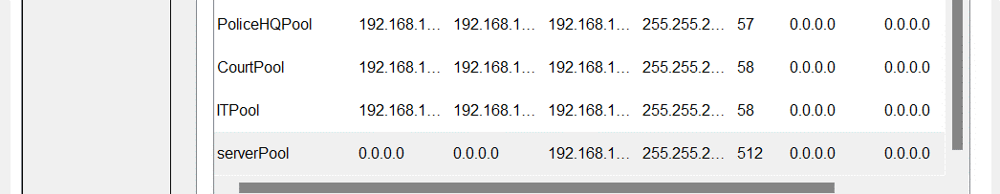 PoliceHQPool 192.168.1... 192.168.1... 192.168.1... 255.255.2... 57 0.0.0.0 0.0.0.0
CourtPool 192.168.1... 192.168.1... 192.168.1... 255.255.2... 58 0.0.0.0 0.0.0.0
ITPool 192.168.1... 192.168.1... 192.168.1... 255.255.2... 58 0.0.0.0 0.0.0.0
serverPool 0.0.0.0 0.0.0.0 192.168.1... 255.255.2... 512 0.0.0.0 0.0.0.0